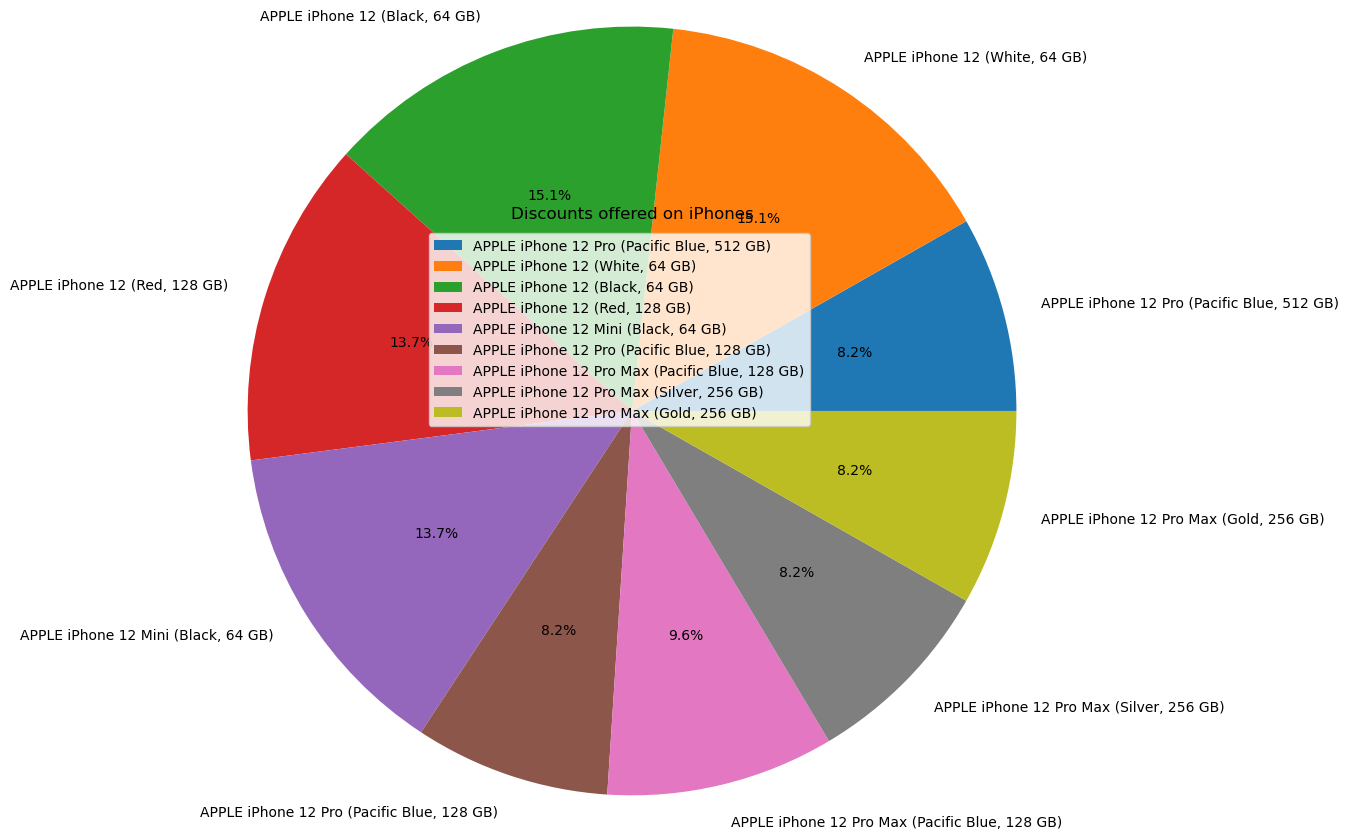 APPLE iPhone 12 (Black, 64 GB)
APPLE iPhone 12 (White, 64 GB)
15.1%
Discounts offered on iPhones
15.1%
APPLE iPhone 12 Pro (Pacific Blue, 512 GB)
APPLE iPhone 12 (White, 64 GB)
APPLE iPhone 12 (Black, 64 GB)
APPLE iPhone 12 (Red, 128 GB)
APPLE iPhone 12 Mini (Black, 64 GB)
APPLE iPhone 12 Pro (Pacific Blue, 128 GB)
APPLE iPhone 12 Pro Max (Pacific Blue, 128 GB)
APPLE iPhone 12 Pro Max (Silver, 256 GB)
APPLE iPhone 12 Pro Max (Gold, 256 GB)
APPLE iPhone 12 (Red, 128 GB)
13.7%
APPLE iPhone 12 Pro (Pacific Blue, 512 GB)
8.2%
8.2%
APPLE iPhone 12 Pro Max (Gold, 256 GB)
13.7%
8.2%
8.2%
9.6%
APPLE iPhone 12 Mini (Black, 64 GB)
APPLE iPhone 12 Pro Max (Silver, 256 GB)
APPLE iPhone 12 Pro (Pacific Blue, 128 GB)
APPLE iPhone 12 Pro Max (Pacific Blue, 128 GB)